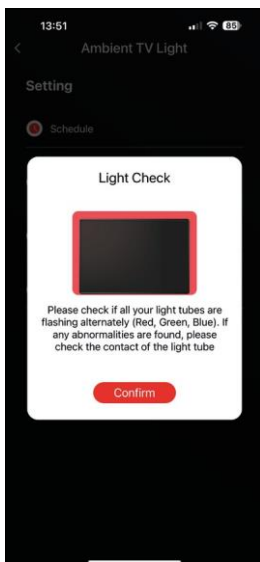 13:51
85
Ambient TV Light
Setting
Schedule
Light Check
Please check if all your light tubes are
flashing alternately (Red, Green, Blue). If
any abnormalities are found, please
check the contact of the light tube
Confirm